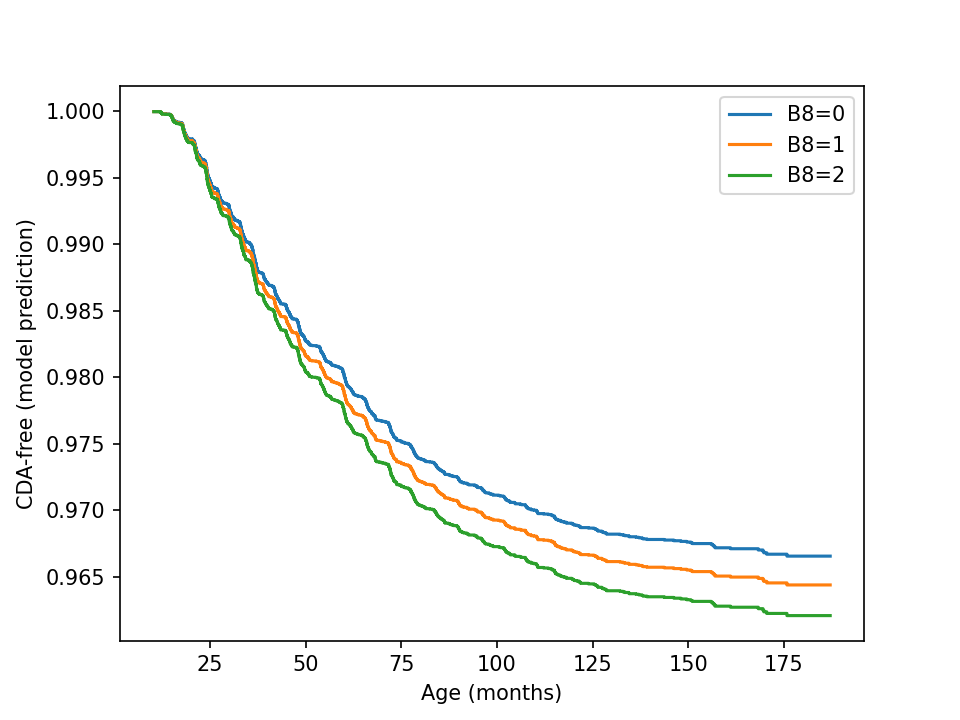 1.000
0.995
0.990
0.985
0.980
0.975
0.970
0.965
CDA-free (model prediction)
B8=0
B8=1
B8=2
25 50 75 100 125 150 175
Age (months)